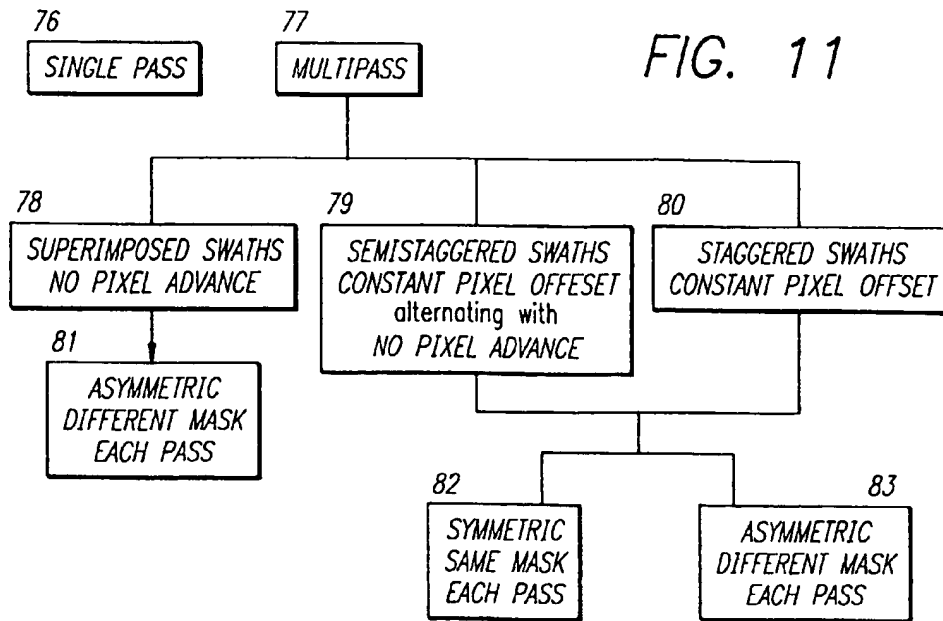 76
SINGLE PASS
77
MULTIPASS
FIG. 11
78
SUPERIMPOSED SWATHS
NO PIXEL ADVANCE
79
SEMISTAGGERED SWATHS
CONSTANT PIXEL OFFESET
alternating with
NO PIXEL ADVANCE
80
STAGGERED SWATHS
CONSTANT PIXEL OFFSET
81
ASYMMETRIC
DIFFERENT MASK
EACH PASS
82
SYMMETRIC
SAME MASK
EACH PASS
83
ASYMMETRIC
DIFFERENT MASK
EACH PASS